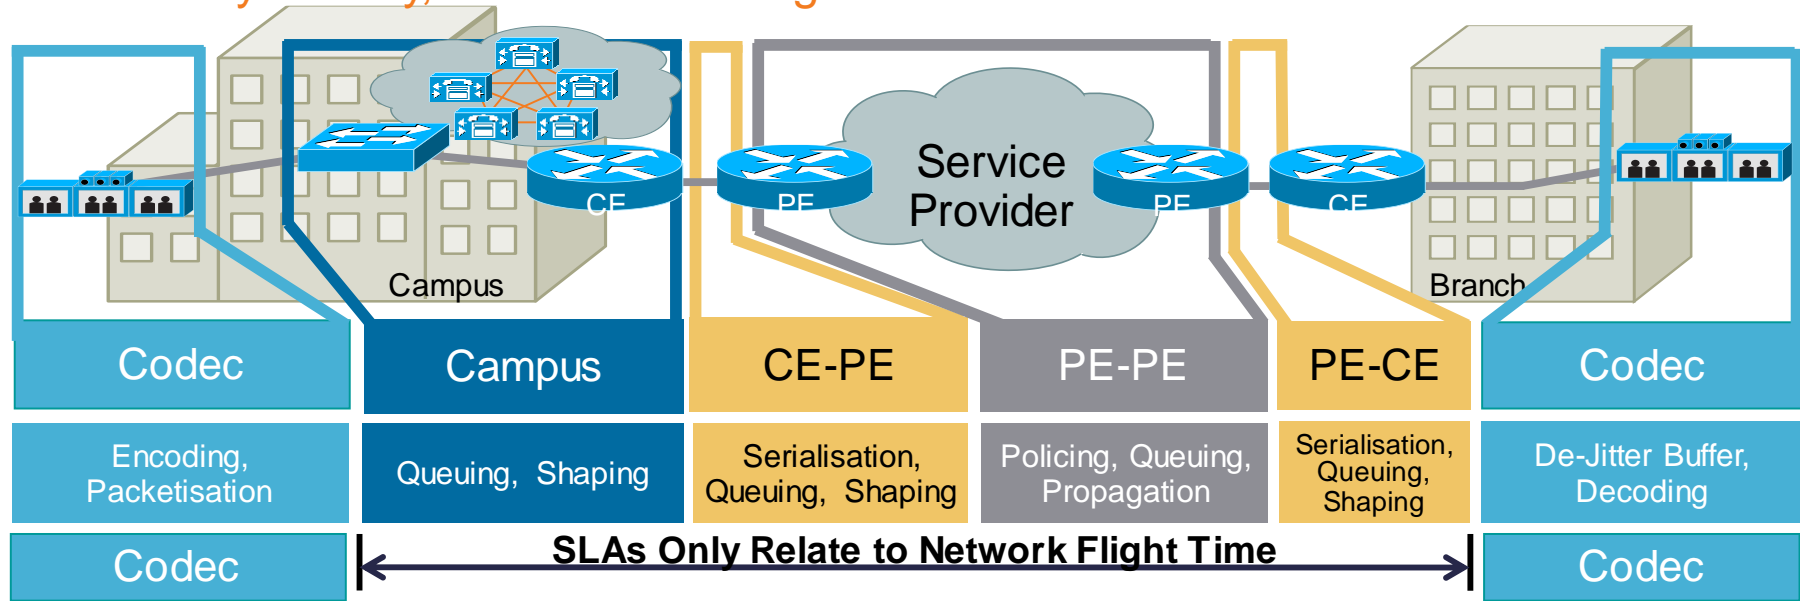 Service
Provider
CE
PE
PE
CE
Campus
Branch
Codec
Campus
CE-PE
PE-PE
PE-CE
Codec
Encoding,
Packetisation
Queuing, Shaping
Serialisation,
Queuing, Shaping
Policing, Queuing,
Propagation
Serialisation,
Queuing,
Shaping
De-Jitter Buffer,
Decoding
Codec
SLAs Only Relate to Network Flight Time
Codec